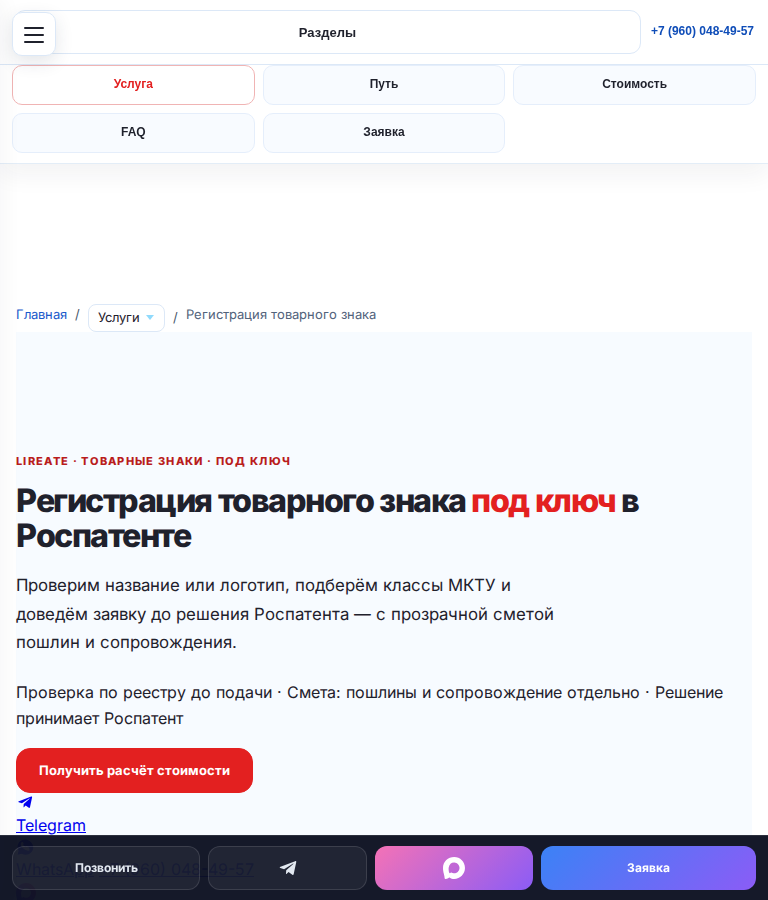 Разделы
+7 (960) 048-49-57
Услуга
Путь
Стоимость
FAQ
Заявка
Главная / Услуги / Регистрация товарного знака
LIREATE · ТОВАРНЫЕ ЗНАКИ · ПОД КЛЮЧ
Регистрация товарного знака под ключ в
Роспатенте
Проверим название или логотип, подберём классы МКТУ и
доведём заявку до решения Роспатента — с прозрачной сметой
пошлин и сопровождения.
Проверка по реестру до подачи · Смета: пошлины и сопровождение отдельно · Решение
принимает Роспатент
Получить расчёт стоимости
Telegram
Позвонить
Заявка